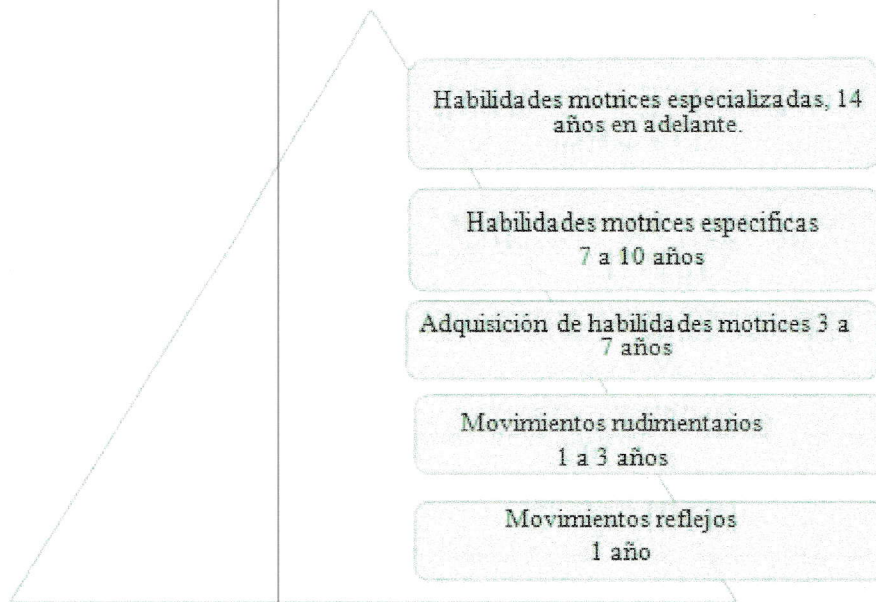 Habilidades motrices especializadas, 14
años en adelante.
Habilidades motrices especificas
7 a 10 años
Adquisición de habilidades motrices 3 a
7 años
Movimientos rudimentarios
1 a 3 años
Movimientos reflejos
1 año